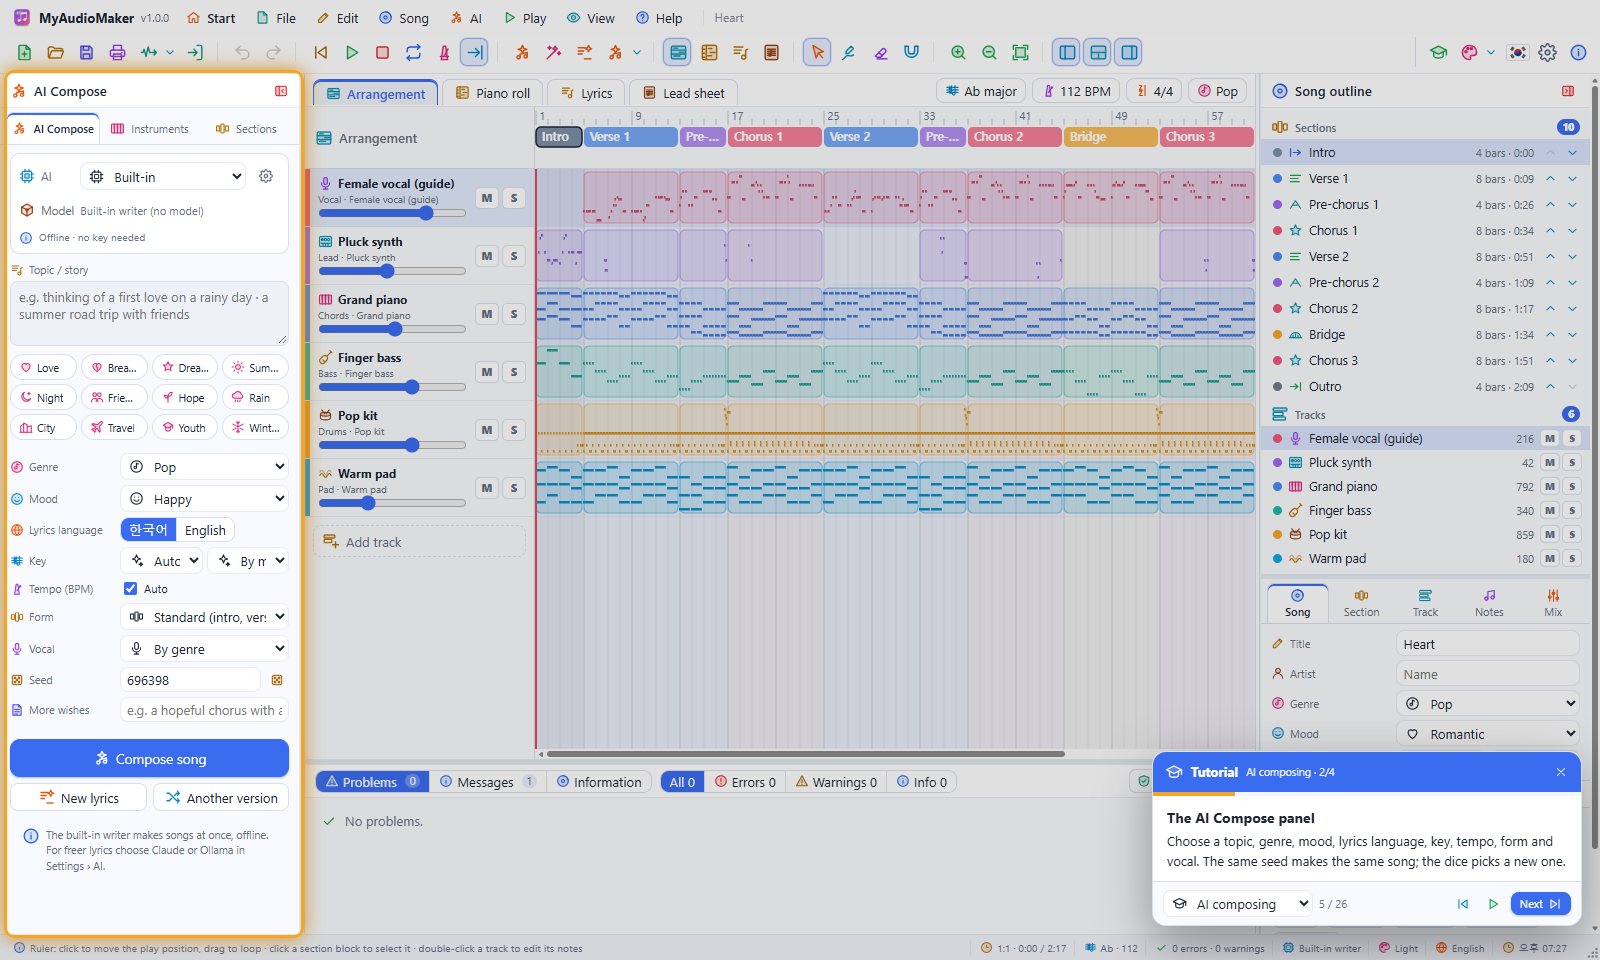 MyAudioMaker v1.0.0 Start File Edit Song AI Play View Help Heart
AI Compose
AI Compose Instruments Sections
AI Built-in
Model Built-in writer (no model)
Offline · no key needed
Topic / story
e.g. thinking of a first love on a rainy day · a
summer road trip with friends
Love Brea... Drea... Sum...
Night Frie... Hope Rain
City Travel Youth Wint...
Genre Pop
Mood Happy
Lyrics language 한국어 English
Key
Tempo (BPM) Auto
Form
Vocal By genre
Seed 696398
More wishes e.g. a hopeful chorus with a
Compose song
New lyrics Another version
The built-in writer makes songs at once, offline.
For freer lyrics choose Claude or Ollama in
Settings › AI.
Arrangement Piano roll Lyrics Lead sheet Ab major 112 BPM 4/4 Pop
Arrangement
1 9 17 25 33 41 49 57
Intro Verse 1 Pre-... Chorus 1 Verse 2 Pre-... Chorus 2 Bridge Chorus 3
Female vocal (guide) M S
Vocal · Female vocal (guide)
Pluck synth M S
Lead · Pluck synth
Grand piano M S
Chords · Grand piano
Finger bass M S
Bass · Finger bass
Pop kit M S
Drums · Pop kit
Warm pad M S
Pad · Warm pad
Add track
Problems 0 Messages 1 Information All 0 Errors 0 Warnings 0 Info 0
No problems.
Song outline
Sections 10
Intro 4 bars · 0:00
Verse 1 8 bars · 0:09
Pre-chorus 1 4 bars · 0:26
Chorus 1 8 bars · 0:34
Verse 2 8 bars · 0:51
Pre-chorus 2 4 bars · 1:09
Chorus 2 8 bars · 1:17
Bridge 8 bars · 1:34
Chorus 3 8 bars · 1:51
Outro 4 bars · 2:09
Tracks 6
Female vocal (guide) 216 M S
Pluck synth 42 M S
Grand piano 792 M S
Finger bass 340 M S
Pop kit 859 M S
Warm pad 180 M S
Song Section Track Notes Mix
Title Heart
Artist Name
Genre Pop
Mood Romantic
Tutorial AI composing · 2/4
The AI Compose panel
Choose a topic, genre, mood, lyrics language, key, tempo, form and
vocal. The same seed makes the same song; the dice picks a new one.
AI composing 5 / 26 Next
Ruler: click to move the play position, drag to loop · click a section block to select it · double-click a track to edit its notes
1:1 · 0:00 / 2:17 Ab · 112 0 errors · 0 warnings Built-in writer Light English 오후 07:27